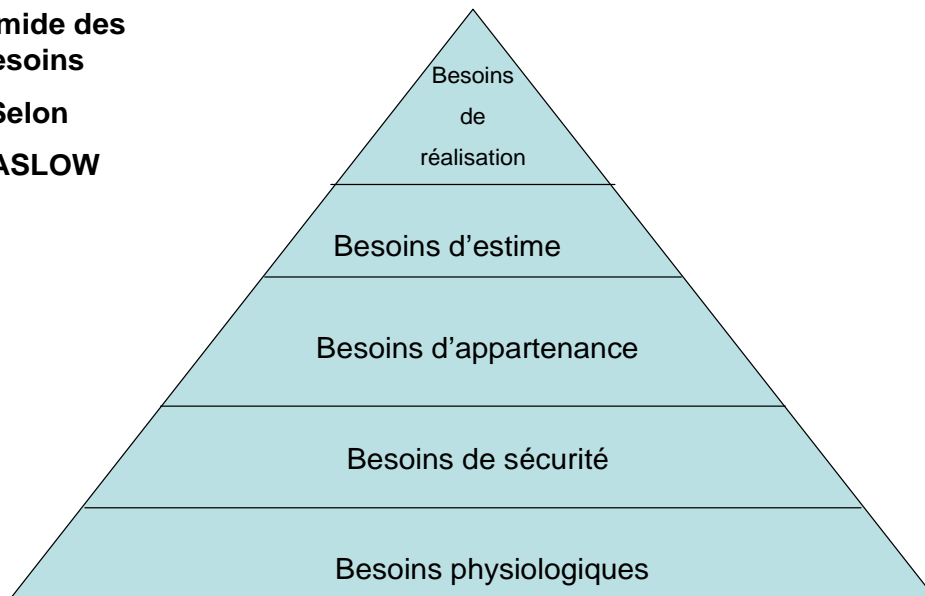 mide des
esoins
Selon
ASLOW
Besoins
de
réalisation
Besoins d’estime
Besoins d’appartenance
Besoins de sécurité
Besoins physiologiques